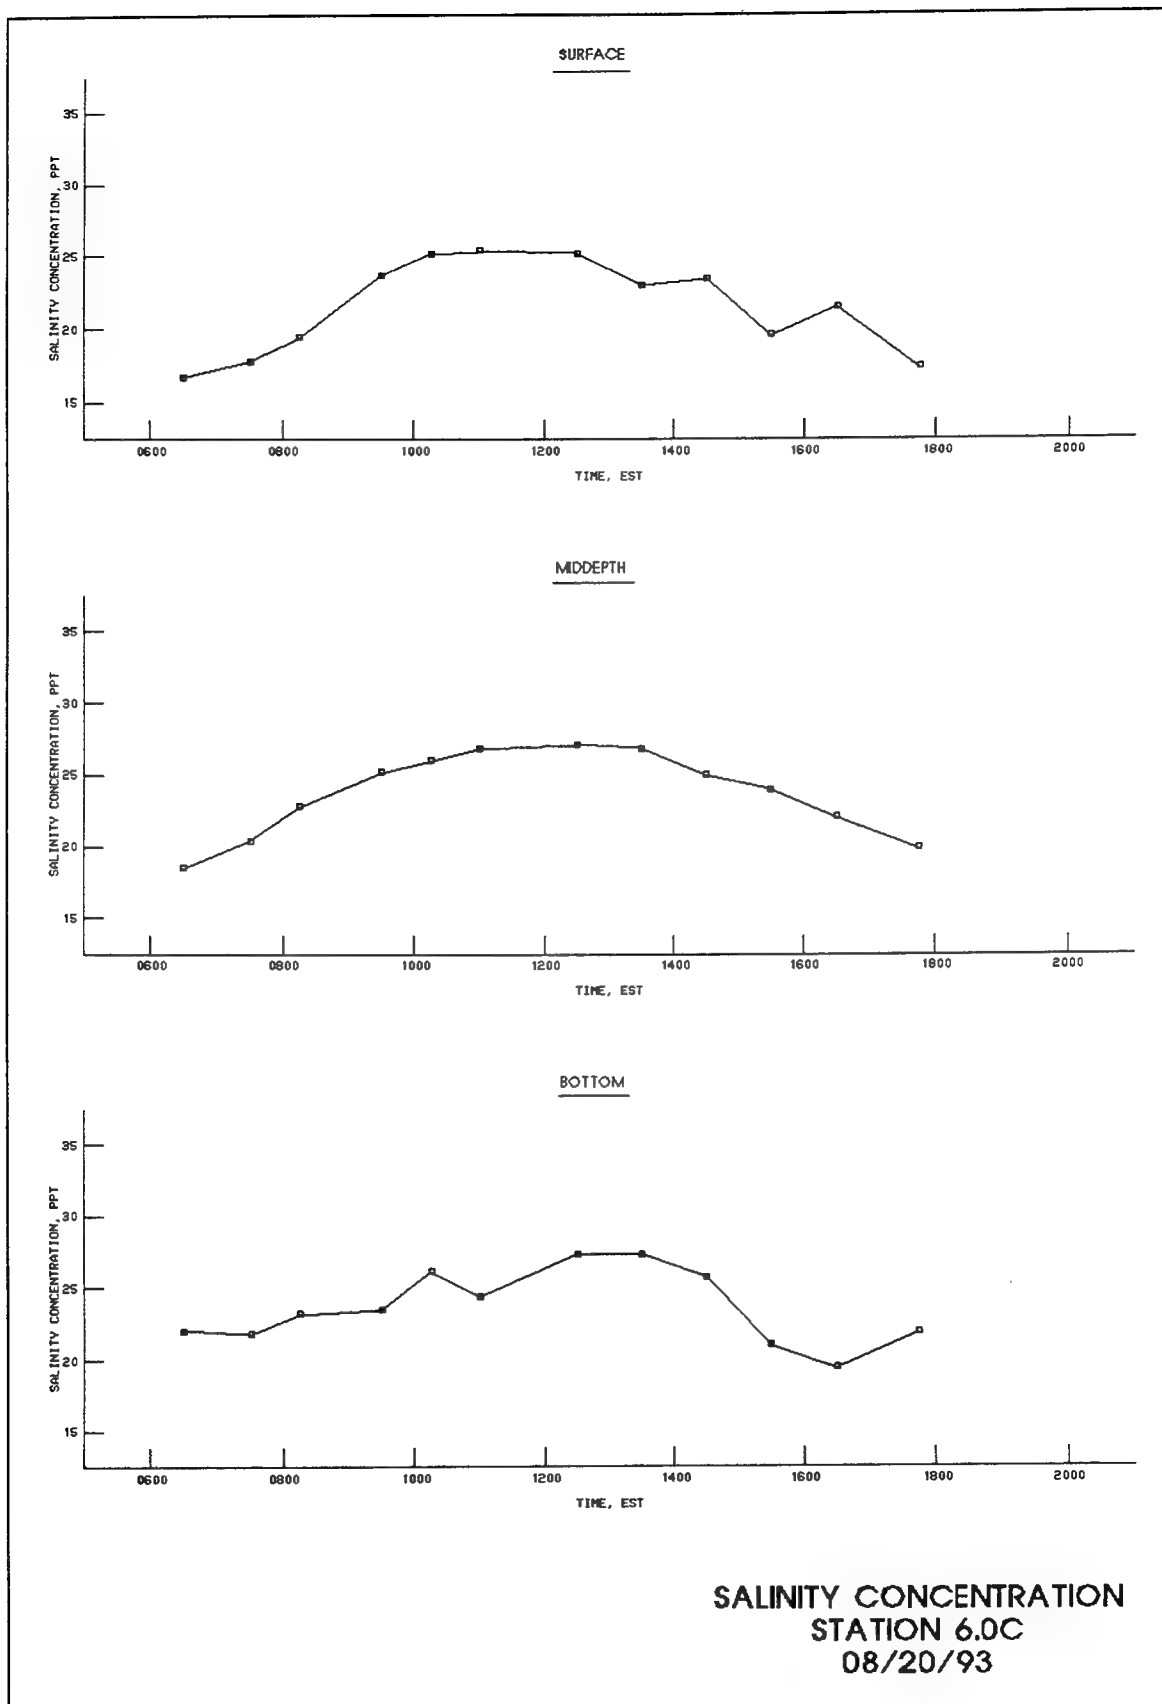 SURFACE
35
30
25
20
15
SALINITY CONCENTRATION, PPT
0600 0800 1000 1200 1400 1600 1800 2000
TIME, EST
MIDDEPTH
35
30
25
20
15
SALINITY CONCENTRATION, PPT
0600 0800 1000 1200 1400 1600 1800 2000
TIME, EST
BOTTOM
35
30
25
20
15
SALINITY CONCENTRATION, PPT
0600 0800 1000 1200 1400 1600 1800 2000
TIME, EST
SALINITY CONCENTRATION
STATION 6.0C
08/20/93